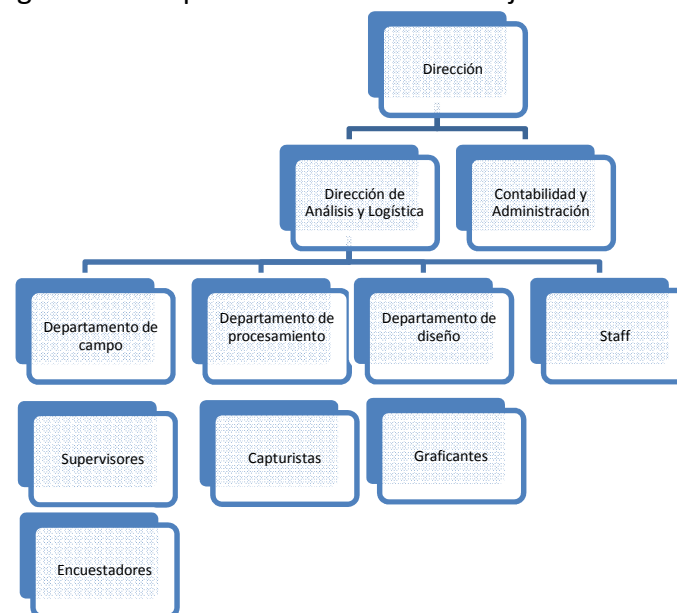 Dirección
Dirección de
Análisis y Logística
Contabilidad y
Administración
Departamento de
campo
Departamento de
procesamiento
Departamento de
diseño
Staff
Supervisores
Capturistas
Graficantes
Encuestadores